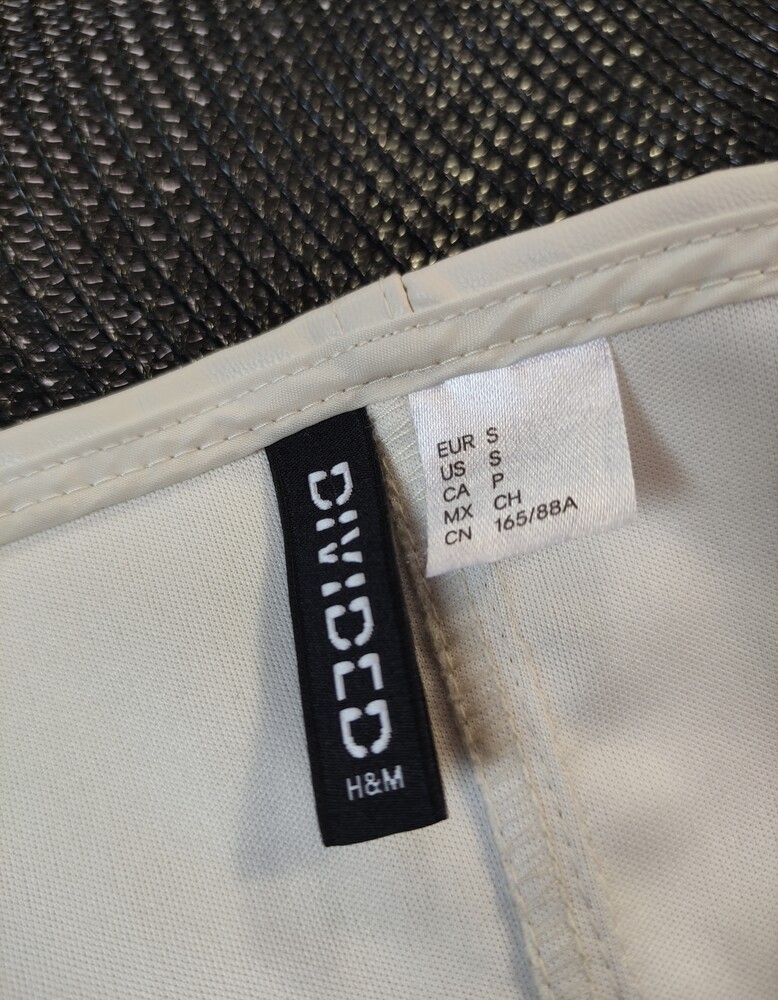 DIVIDED
H&M
EUR S
US S
CA P
MX CH
CN 165/88A